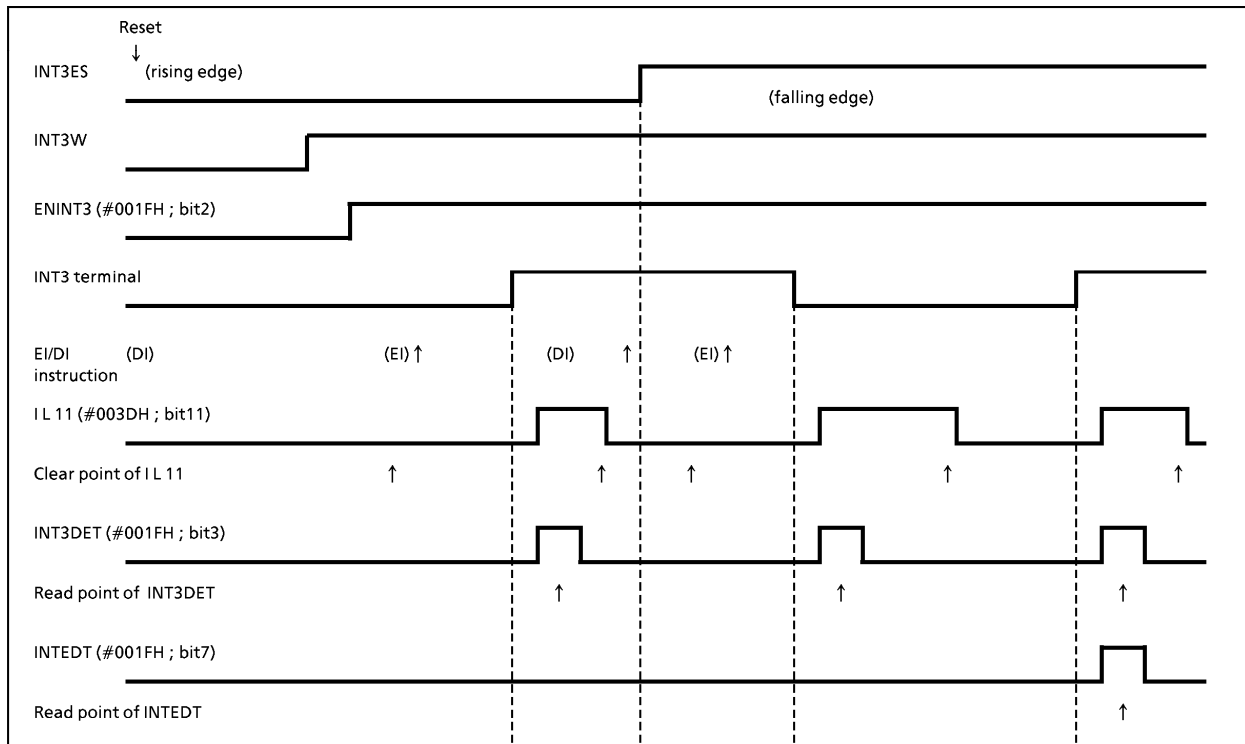 Reset
↓
INT3ES (rising edge)
(falling edge)
INT3W
ENINT3 (#001FH ; bit2)
INT3 terminal
EI/DI (DI) (EI) ↑ (DI) ↑ (EI) ↑
instruction
I L 11 (#003DH ; bit11)
Clear point of I L 11 ↑ ↑ ↑ ↑ ↑
INT3DET (#001FH ; bit3)
Read point of INT3DET ↑ ↑ ↑
INTEDT (#001FH ; bit7)
Read point of INTEDT ↑